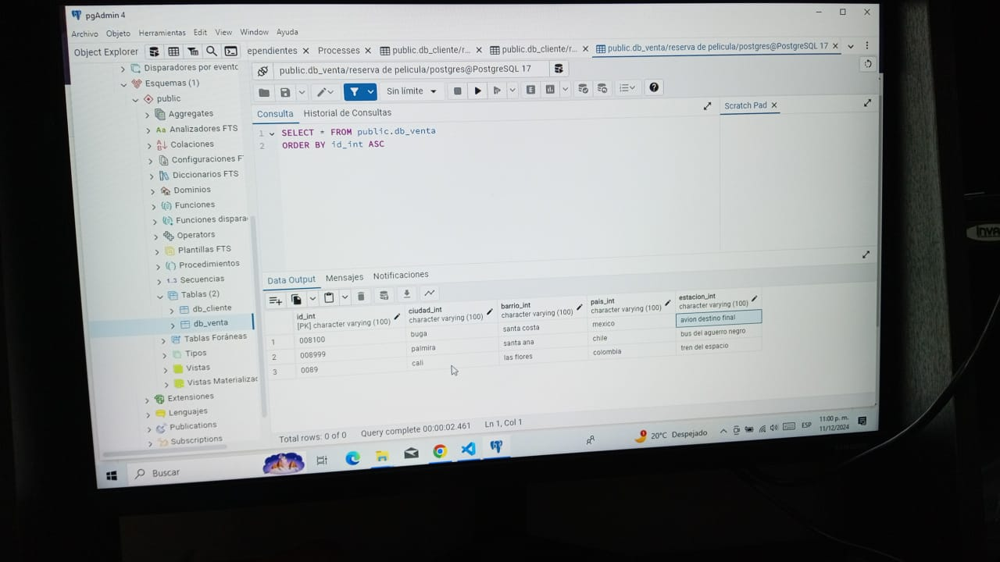 pgAdmin 4
Archivo Objeto Herramientas Edit View Window Ayuda
Object Explorer
ependientes Processes public.db_cliente/r... public.db_cliente/r... public.db_venta/reserva de pelicula/postgres@PostgreSQL 17
public.db_venta/reserva de pelicula/postgres@PostgreSQL 17
Sin límite
Consulta Historial de Consultas
Scratch Pad
1 SELECT * FROM public.db_venta
2 ORDER BY id_int ASC
Disparadores por evento
Esquemas (1)
public
Aggregates
Aa Analizadores FTS
Colaciones
Configuraciones F
Diccionarios FTS
Dominios
Funciones
Funciones dispara
Operators
Plantillas FTS
Procedimientos
1..3 Secuencias
Tablas (2)
db_cliente
db_venta
Tablas Foráneas
Tipos
Vistas
Vistas Materializac
Extensiones
Lenguajes
Publications
Subscriptions
Data Output Mensajes Notificaciones
id_int ciudad_int barrio_int pais_int estacion_int
[PK] character varying (100) character varying (100) character varying (100) character varying (100) character varying (100)
1 008100 buga santa costa mexico avion destino final
2 008999 palmira santa ana chile bus del aguerro negro
3 0089 cali las flores colombia tren del espacio
Total rows: 0 of 0 Query complete 00:00:02.461 Ln 1, Col 1
Buscar
20°C Despejado
ESP
11:00 p. m.
11/12/2024